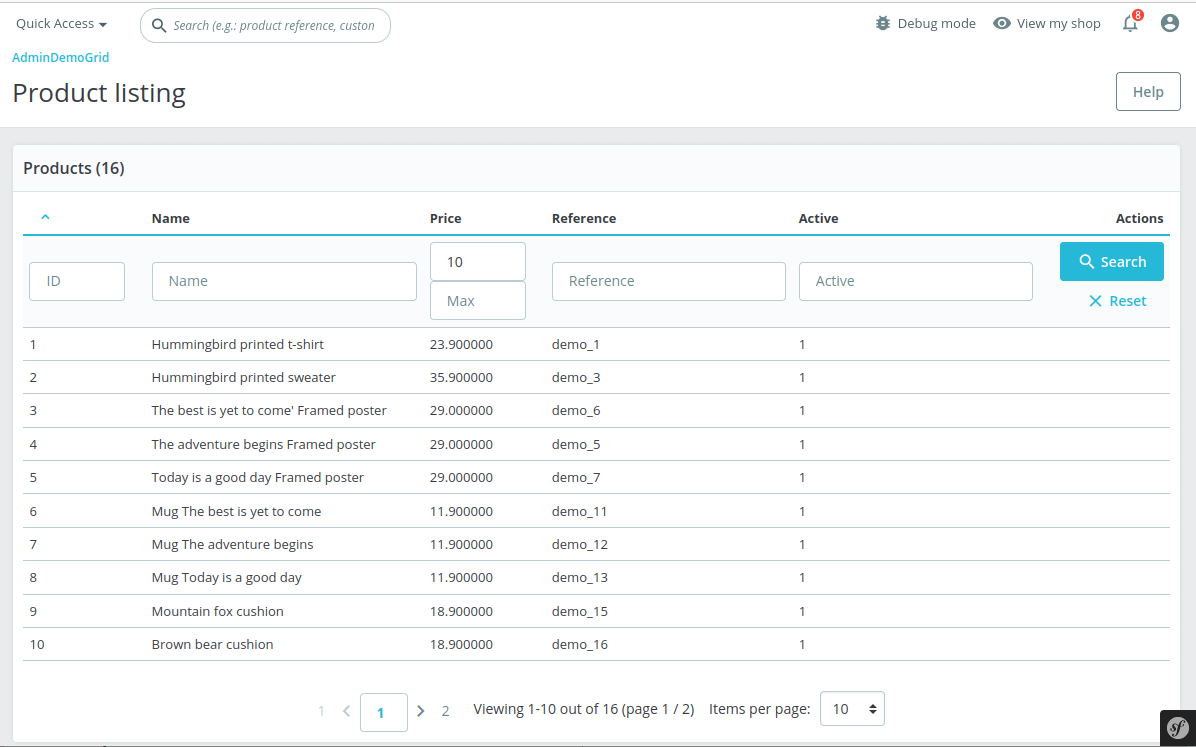 Quick Access
Search (e.g.: product reference, custon
Debug mode
View my shop
8
AdminDemoGrid
Product listing
Help
Products (16)
Name Price Reference Active Actions
ID Name 10 Reference Active Search
Max Reset
1 Hummingbird printed t-shirt 23.900000 demo_1 1
2 Hummingbird printed sweater 35.900000 demo_3 1
3 The best is yet to come' Framed poster 29.000000 demo_6 1
4 The adventure begins Framed poster 29.000000 demo_5 1
5 Today is a good day Framed poster 29.000000 demo_7 1
6 Mug The best is yet to come 11.900000 demo_11 1
7 Mug The adventure begins 11.900000 demo_12 1
8 Mug Today is a good day 11.900000 demo_13 1
9 Mountain fox cushion 18.900000 demo_15 1
10 Brown bear cushion 18.900000 demo_16 1
1 1 2 Viewing 1-10 out of 16 (page 1 / 2) Items per page: 10
sf